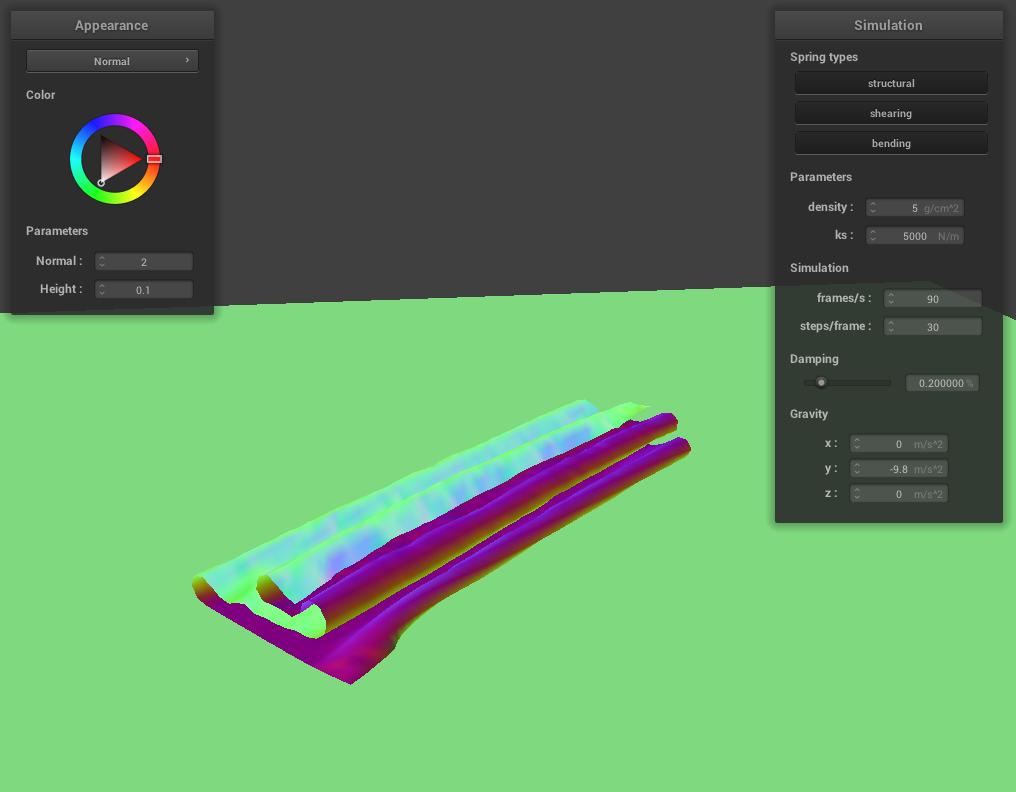 Appearance
Normal
Color
Parameters
Normal : 2
Height : 0.1
Simulation
Spring types
structural
shearing
bending
Parameters
density : 5 g/cm^2
ks : 5000 N/m
Simulation
frames/s : 90
steps/frame : 30
Damping
0.200000 %
Gravity
x : 0 m/s^2
y : -9.8 m/s^2
z : 0 m/s^2